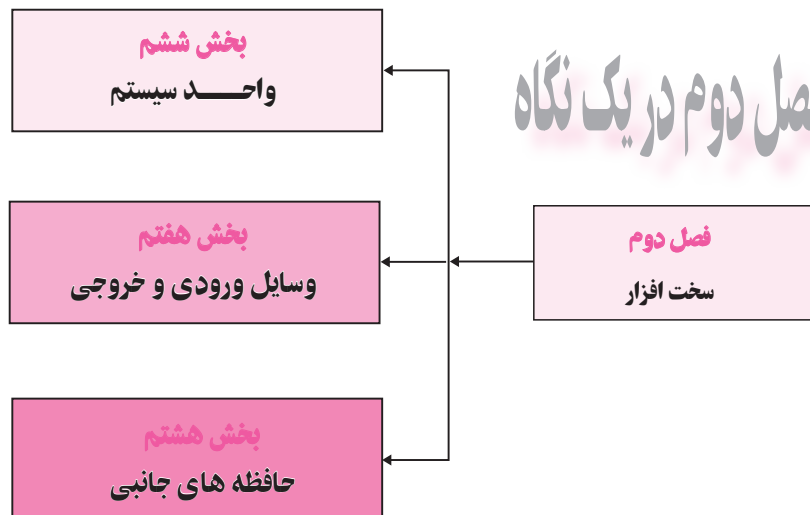 فصل دوم در یک نگاه
فصل دوم
سخت افزار
بخش ششم
واحــــد سیستم
بخش هفتم
وسایل ورودی و خروجی
بخش هشتم
حافظه های جانبی